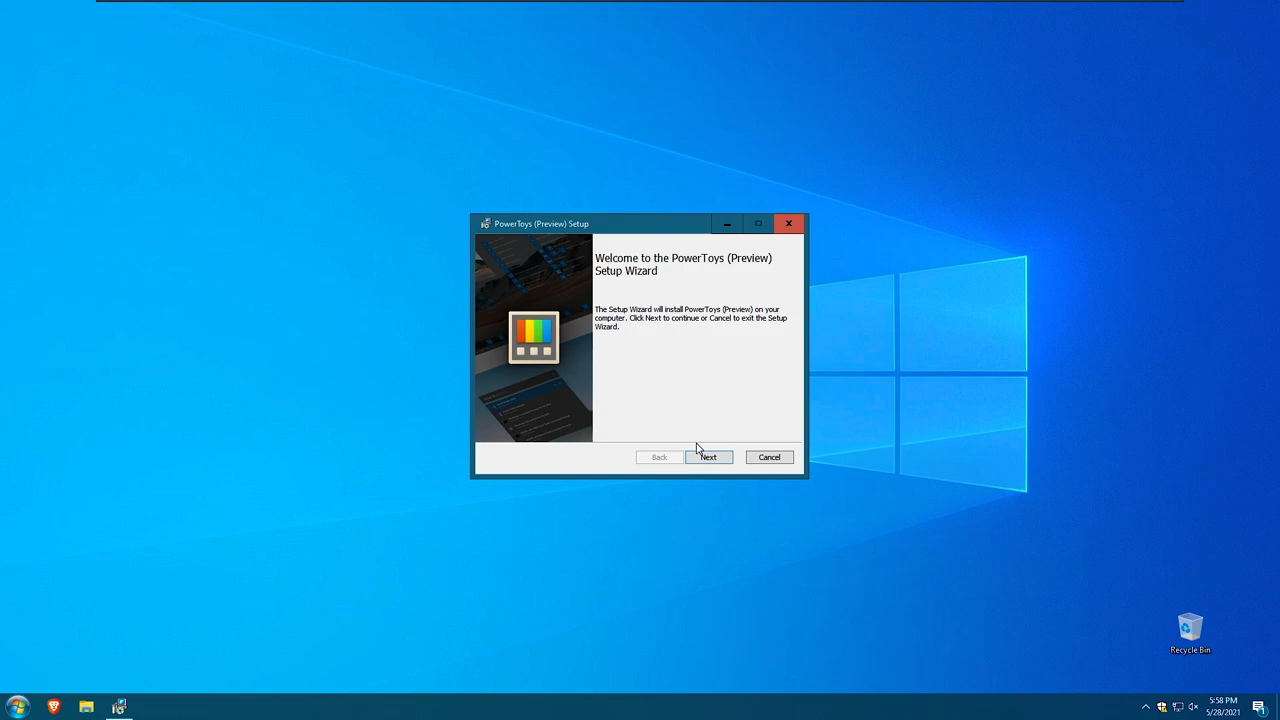 PowerToys (Preview) Setup
Welcome to the PowerToys (Preview)
Setup Wizard
The Setup Wizard will install PowerToys (Preview) on your
computer. Click Next to continue or Cancel to exit the Setup
Wizard.
Back
Next
Cancel
Recycle Bin
5:58 PM
5/28/2021
1